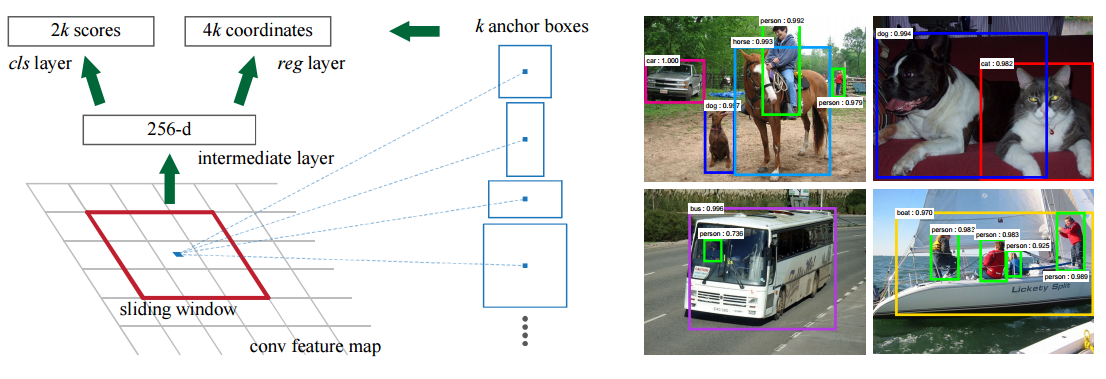 2k scores
4k coordinates
cls layer
reg layer
k anchor boxes
256-d
intermediate layer
sliding window
conv feature map
person : 0.992
horse : 0.993
car : 1.000
dog : 0.997
person : 0.979
dog : 0.994
cat : 0.982
bus : 0.996
person : 0.736
boat : 0.970
person : 0.983
person : 0.983
person : 0.925
person : 0.989
Lickety Split